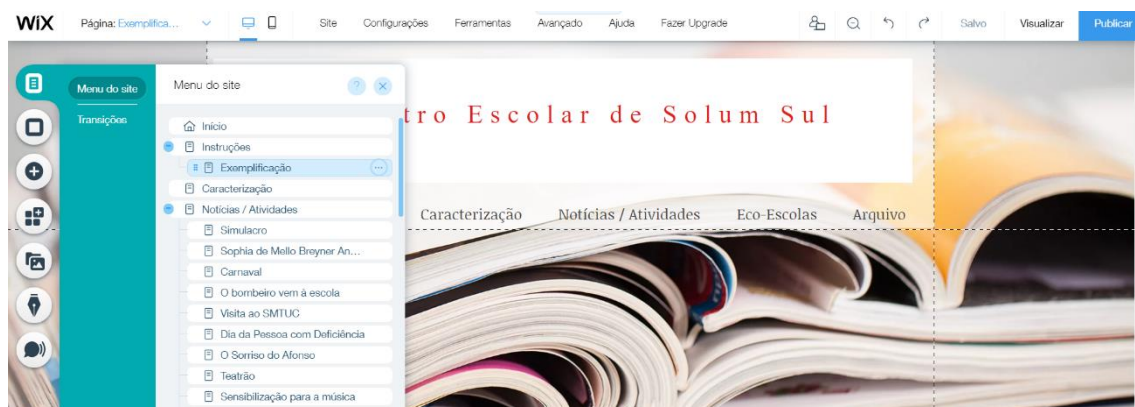 WiX Página: Exemplifica... Site Configurações Ferramentas Avançado Ajuda Fazer Upgrade Salvo Visualizar Publicar
Menu do site
Transições
Menu do site ?
Início
Instruções
Exemplificação
Caracterização
Notícias / Atividades
Simulacro
Sophia de Mello Breyner An...
Carnaval
O bombeiro vem à escola
Visita ao SMTUC
Dia da Pessoa com Deficiência
O Sorriso do Afonso
Teatrão
Sensibilização para a música
tro Escolar de Solum Sul
Caracterização Notícias / Atividades Eco-Escolas Arquivo